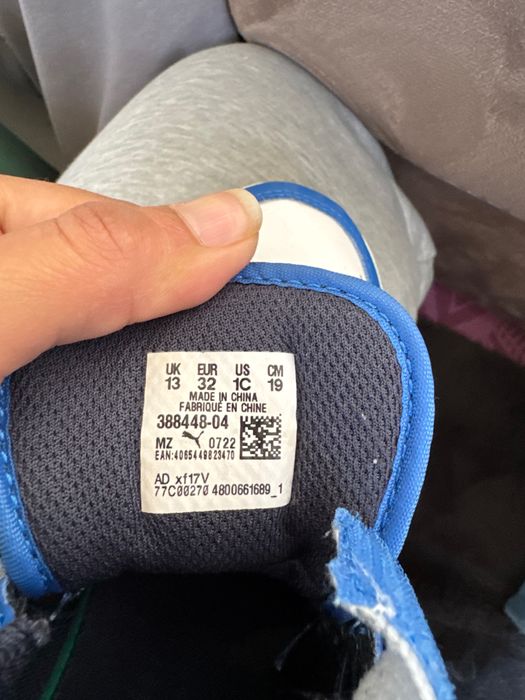 UK EUR US CM
13 32 1C 19
MADE IN CHINA
FABRIQUÉ EN CHINE
388448-04
MZ 0722
EAN:4065449823470
AD xf17V
77C00270 4800661689_1